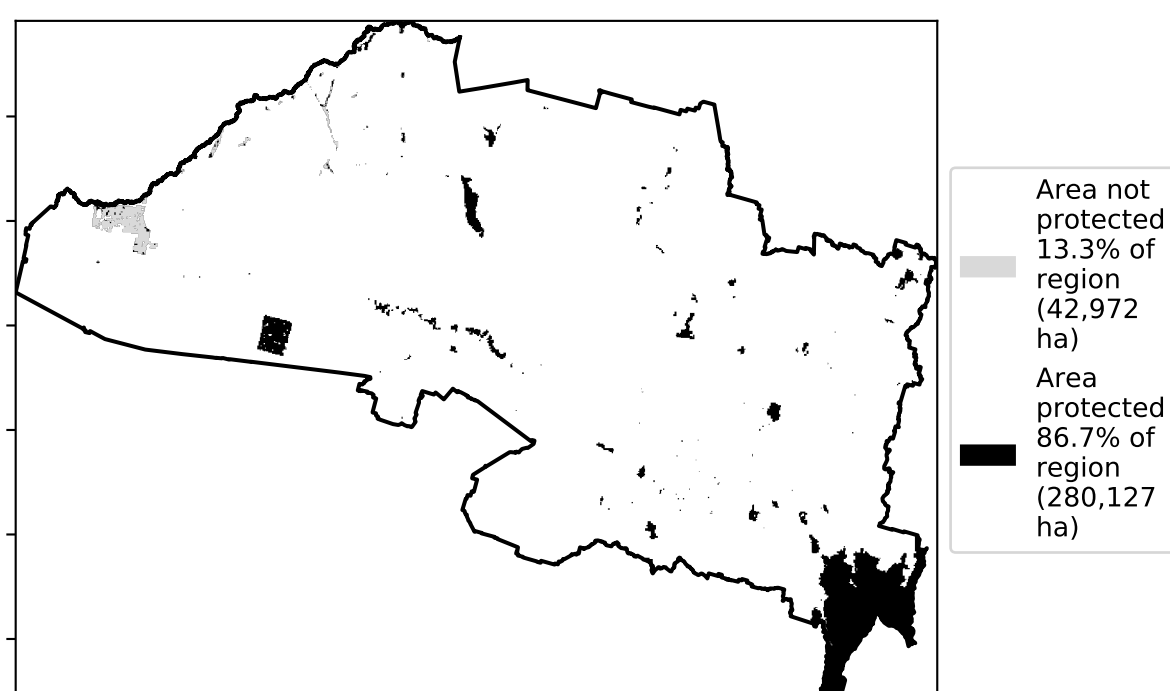 Area not
protected
13.3% of
region
(42,972
ha)
Area
protected
86.7% of
region
(280,127
ha)